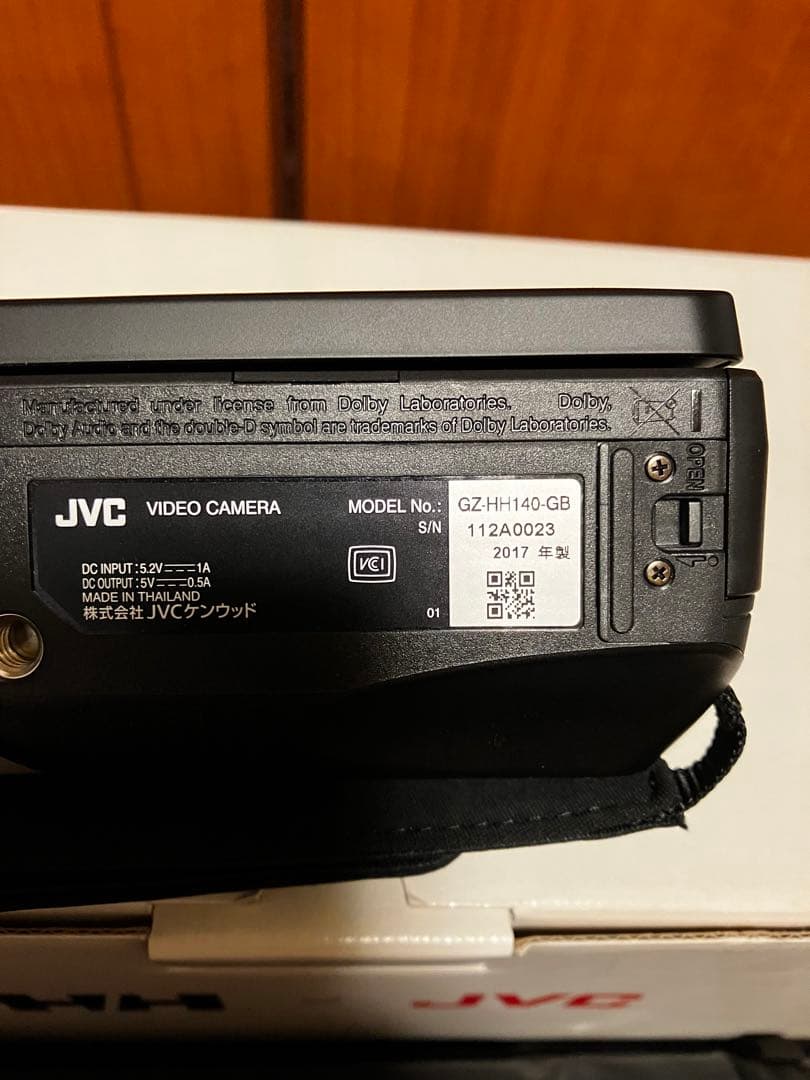 Manufactured under license from Dolby Laboratories. Dolby,
Dolby Audio and the double-D symbol are trademarks of Dolby Laboratories.
OPEN
JVC VIDEO CAMERA MODEL No.: GZ-HH140-GB
S/N 112A0023
2017 年製
VCI
DC INPUT: 5.2V⎓1A
DC OUTPUT: 5V⎓0.5A
MADE IN THAILAND
株式会社 JVCケンウッド
01
JVC